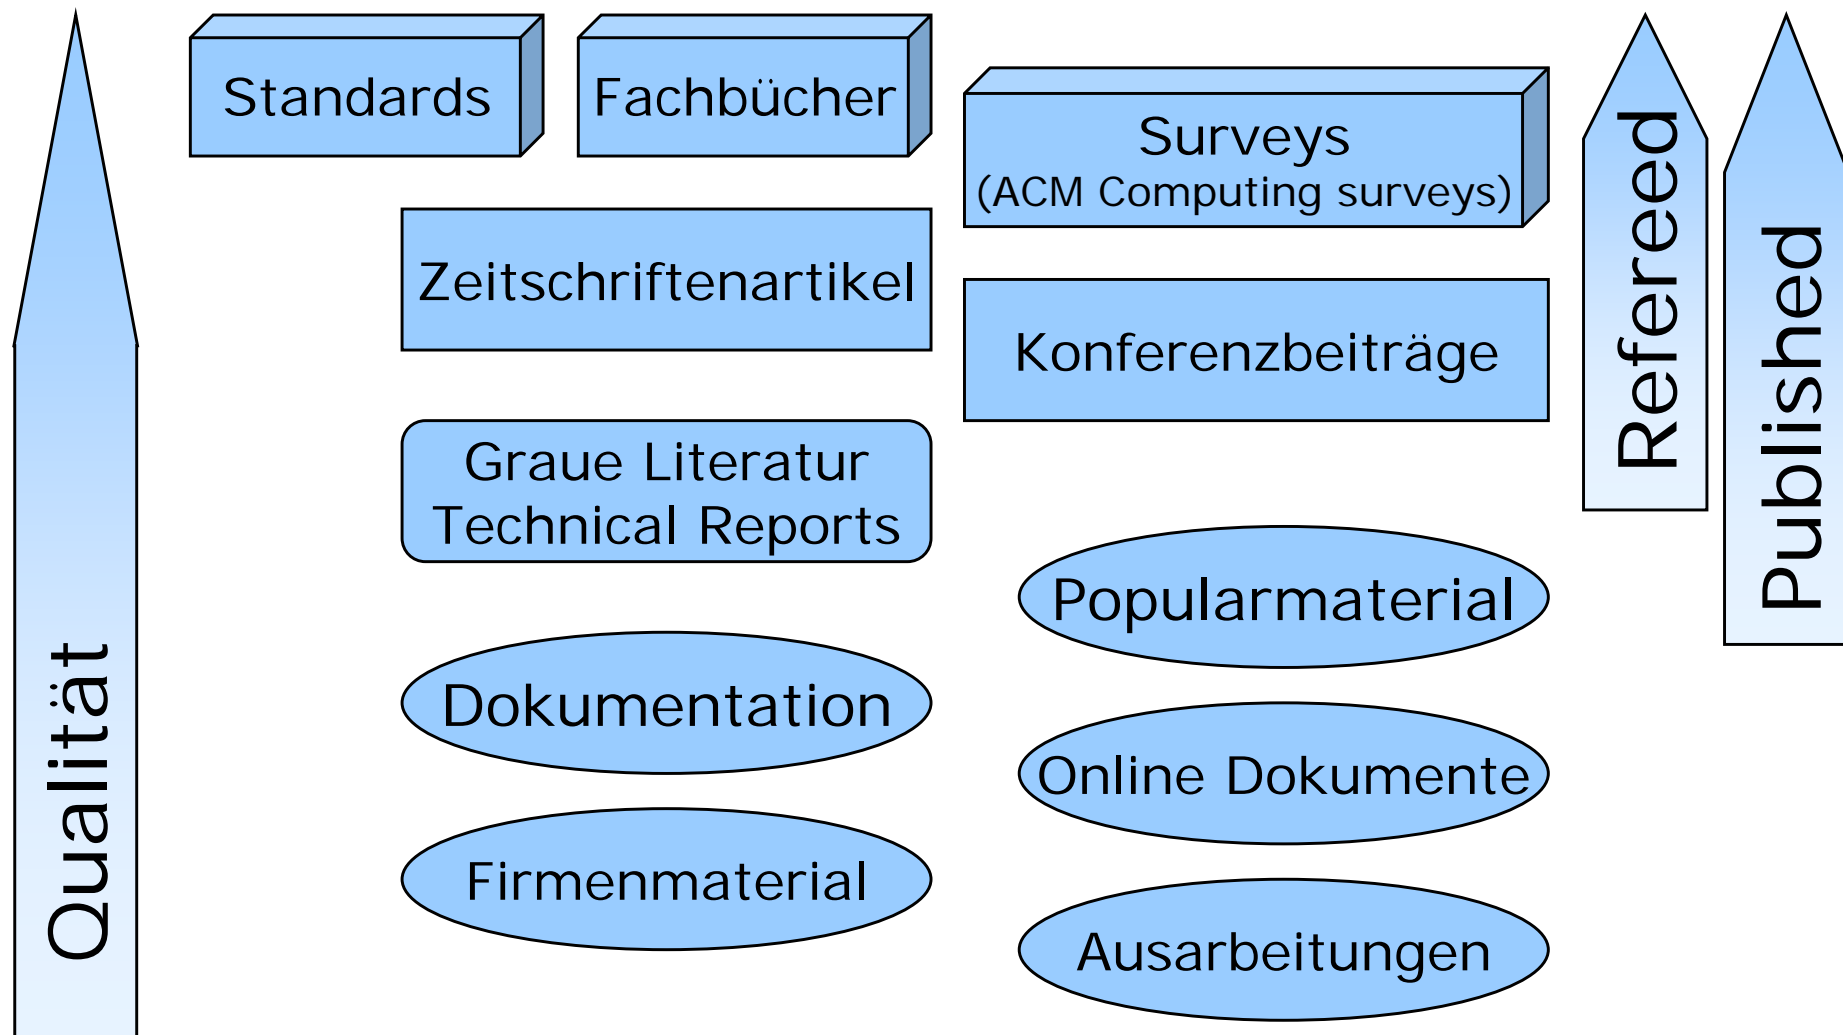 Standards
Fachbücher
Surveys
(ACM Computing surveys)
Zeitschriftenartikel
Konferenzbeiträge
Graue Literatur
Technical Reports
Popularmaterial
Dokumentation
Online Dokumente
Firmenmaterial
Ausarbeitungen
Qualität
Refereed
Published